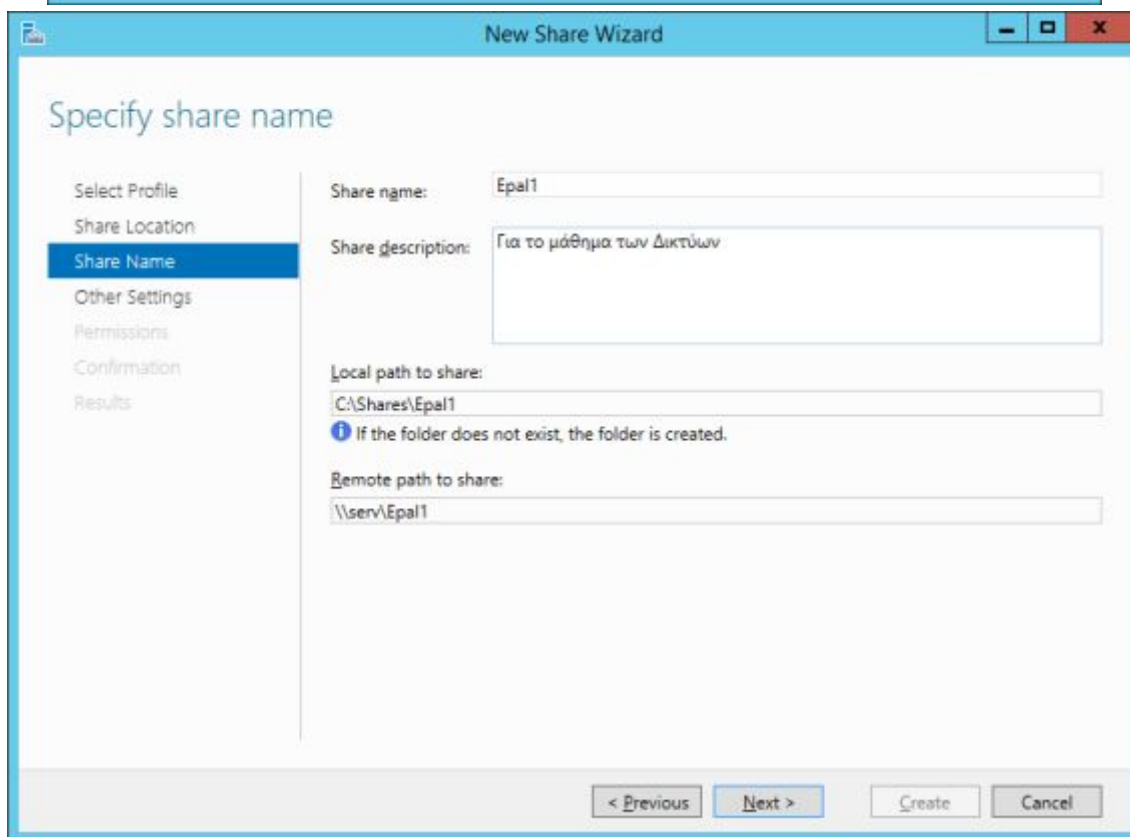 New Share Wizard
Specify share name
Select Profile
Share Location
Share Name
Other Settings
Permissions
Confirmation
Results
Share name:
Epal1
Share description:
Για το μάθημα των Δικτύων
Local path to share:
C:\Shares\Epal1
If the folder does not exist, the folder is created.
Remote path to share:
\\serv\Epal1
< Previous
Next >
Create
Cancel